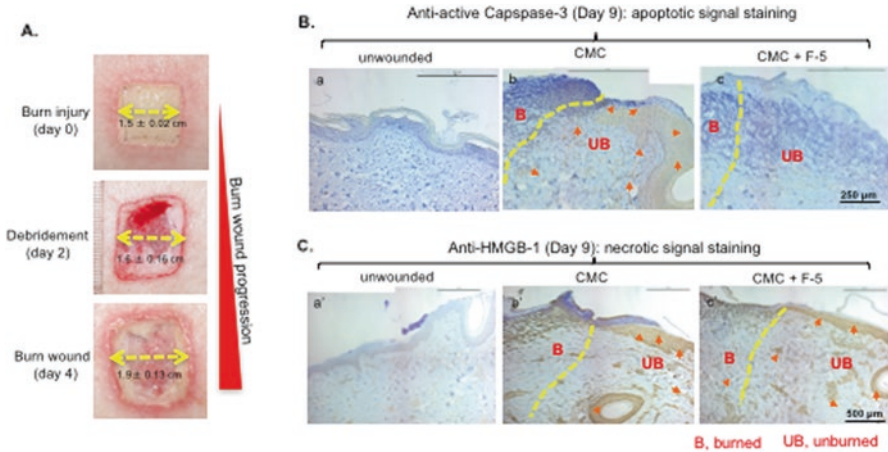 A.
Burn injury
(day 0)
1.5 ± 0.02 cm
Debridement
(day 2)
1.6 ± 0.16 cm
Burn wound
(day 4)
1.9± 0.13 cm
Burn wound progression
B.
Anti-active Capspase-3 (Day 9): apoptotic signal staining
unwounded
CMC
CMC + F-5
a
b
c
B
UB
B
UB
250 µm
C.
Anti-HMGB-1 (Day 9): necrotic signal staining
unwounded
CMC
CMC + F-5
a'
b'
c'
B
UB
B
UB
500 µm
B, burned
UB, unburned